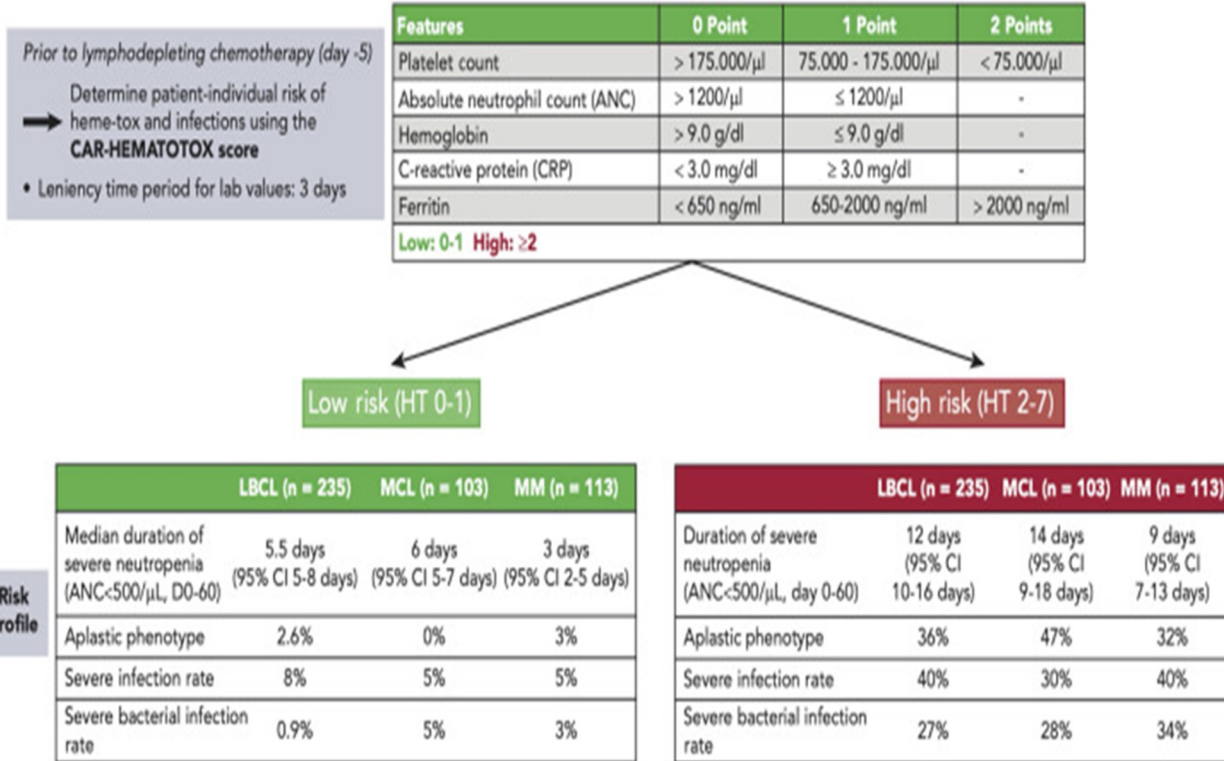 Prior to lymphodepleting chemotherapy (day -5)
Determine patient-individual risk of
heme-tox and infections using the
CAR-HEMATOTOX score
• Leniency time period for lab values: 3 days
Features 0 Point 1 Point 2 Points
Platelet count >175.000/µl 75.000 - 175.000/µl <75.000/µl
Absolute neutrophil count (ANC) >1200/µl ≤1200/µl -
Hemoglobin >9.0 g/dl ≤9.0 g/dl -
C-reactive protein (CRP) <3.0 mg/dl ≥3.0 mg/dl -
Ferritin <650 ng/ml 650-2000 ng/ml >2000 ng/ml
Low: 0-1 High: ≥2
Low risk (HT 0-1)
High risk (HT 2-7)
Risk
rofile
LBCL (n = 235) MCL (n = 103) MM (n = 113)
Median duration of
severe neutropenia
(ANC<500/µL, D0-60)
5.5 days 6 days 3 days
(95% CI 5-8 days) (95% CI 5-7 days) (95% CI 2-5 days)
Aplastic phenotype 2.6% 0% 3%
Severe infection rate 8% 5% 5%
Severe bacterial infection
rate
0.9% 5% 3%
LBCL (n = 235) MCL (n = 103) MM (n = 113)
Duration of severe
neutropenia
(ANC<500/µL, day 0-60)
12 days 14 days 9 days
(95% CI (95% CI (95% CI
10-16 days) 9-18 days) 7-13 days)
Aplastic phenotype 36% 47% 32%
Severe infection rate 40% 30% 40%
Severe bacterial infection
rate
27% 28% 34%